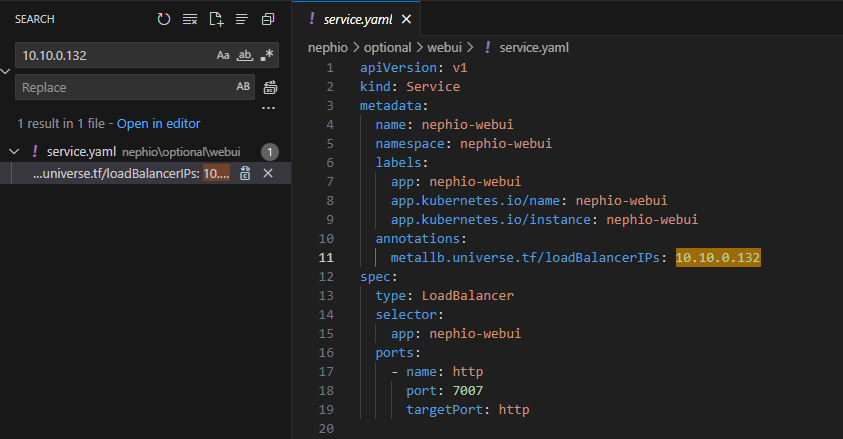 SEARCH
10.10.0.132
Aa ab .*
Replace
AB
...
1 result in 1 file - Open in editor
! service.yaml nephio\optional\webui 1
...universe.tf/loadBalancerIPs: 10....
! service.yaml
nephio > optional > webui > ! service.yaml
1 apiVersion: v1
2 kind: Service
3 metadata:
4 name: nephio-webui
5 namespace: nephio-webui
6 labels:
7 app: nephio-webui
8 app.kubernetes.io/name: nephio-webui
9 app.kubernetes.io/instance: nephio-webui
10 annotations:
11 metallb.universe.tf/loadBalancerIPs: 10.10.0.132
12 spec:
13 type: LoadBalancer
14 selector:
15 app: nephio-webui
16 ports:
17 - name: http
18 port: 7007
19 targetPort: http
20